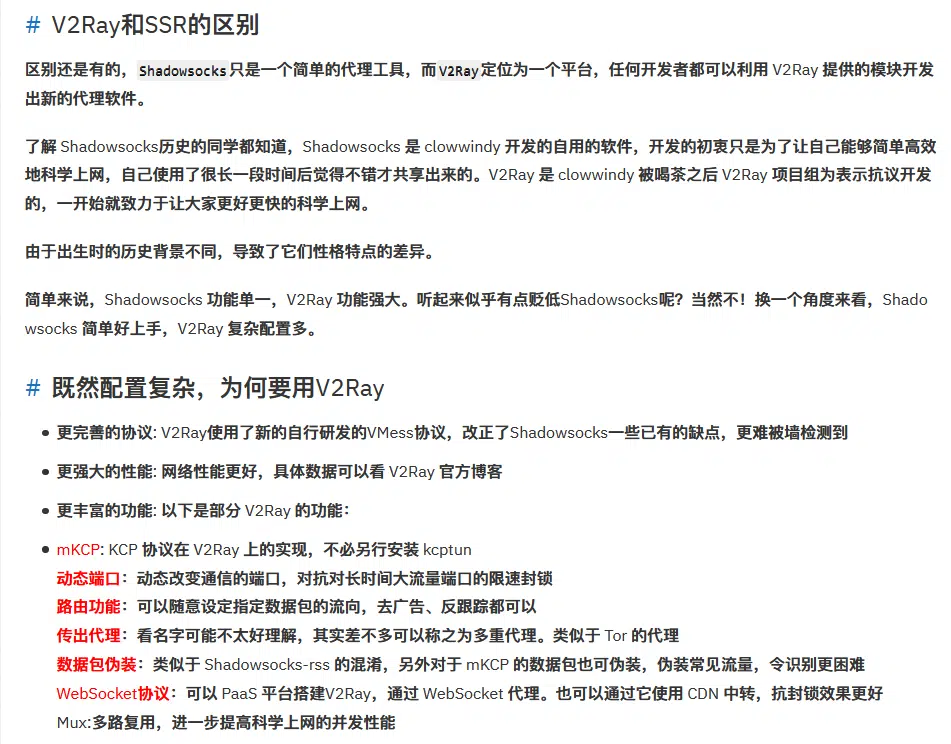 # V2Ray和SSR的区别
区别还是有的，Shadowsocks只是一个简单的代理工具，而V2Ray定位为一个平台，任何开发者都可以利用 V2Ray 提供的模块开发
出新的代理软件。
了解 Shadowsocks历史的同学都知道，Shadowsocks 是 clowwindy 开发的自用的软件，开发的初衷只是为了让自己能够简单高效
地科学上网，自己使用了很长一段时间后觉得不错才共享出来的。V2Ray 是 clowwindy 被喝茶之后 V2Ray 项目组为表示抗议开发
的，一开始就致力于让大家更好更快的科学上网。
由于出生时的历史背景不同，导致了它们性格特点的差异。
简单来说，Shadowsocks 功能单一，V2Ray 功能强大。听起来似乎有点贬低Shadowsocks呢？当然不！换一个角度来看，Shado
wsocks 简单好上手，V2Ray 复杂配置多。
# 既然配置复杂，为何要用V2Ray
• 更完善的协议: V2Ray使用了新的自行研发的VMess协议，改正了Shadowsocks一些已有的缺点，更难被墙检测到
• 更强大的性能: 网络性能更好，具体数据可以看 V2Ray 官方博客
• 更丰富的功能: 以下是部分 V2Ray 的功能：
• mKCP: KCP 协议在 V2Ray 上的实现，不必另行安装 kcptun
动态端口：动态改变通信的端口，对抗对长时间大流量端口的限速封锁
路由功能：可以随意设定指定数据包的流向，去广告、反跟踪都可以
传出代理：看名字可能不太好理解，其实差不多可以称之为多重代理。类似于 Tor 的代理
数据包伪装：类似于 Shadowsocks-rss 的混淆，另外对于 mKCP 的数据包也可伪装，伪装常见流量，令识别更困难
WebSocket协议：可以 PaaS 平台搭建V2Ray，通过 WebSocket 代理。也可以通过它使用 CDN 中转，抗封锁效果更好
Mux:多路复用，进一步提高科学上网的并发性能